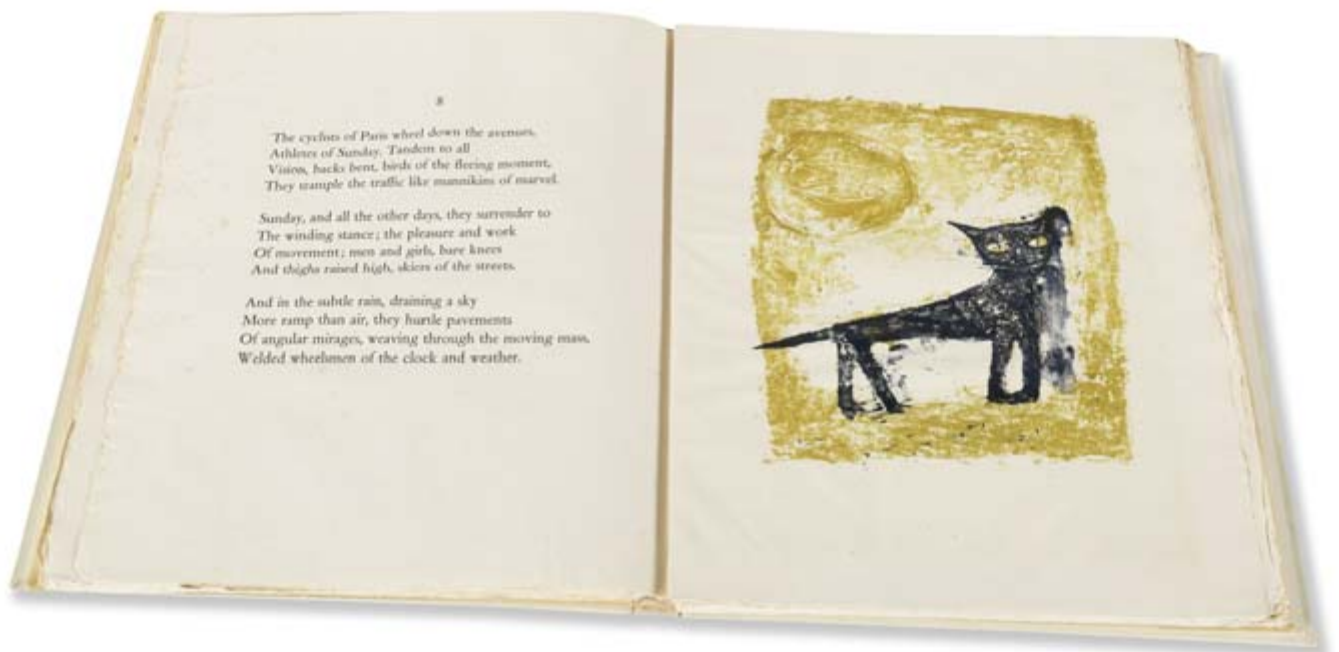 8
The cyclists of Paris wheel down the avenues,
Athletes of Sunday. Tandem to all
Vision, backs bent, birds of the fleeing moment,
They trample the traffic like mannikins of marvel.
Sunday, and all the other days, they surrender to
The winding stance; the pleasure and work
Of movement; men and girls, bare knees
And thighs raised high, skiers of the streets.
And in the subtle rain, draining a sky
More ramp than air, they hurtle pavements
Of angular mirages, weaving through the moving mass,
Welded wheelmen of the clock and weather.